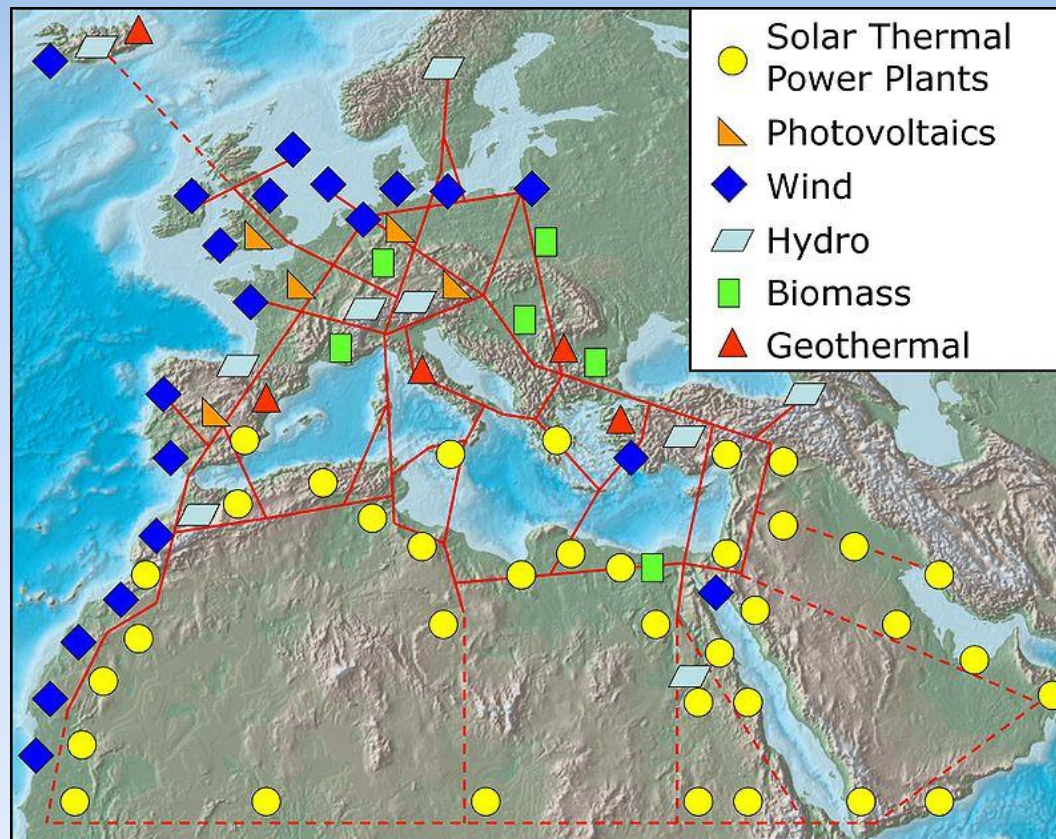 Solar Thermal
Power Plants
Photovoltaics
Wind
Hydro
Biomass
Geothermal